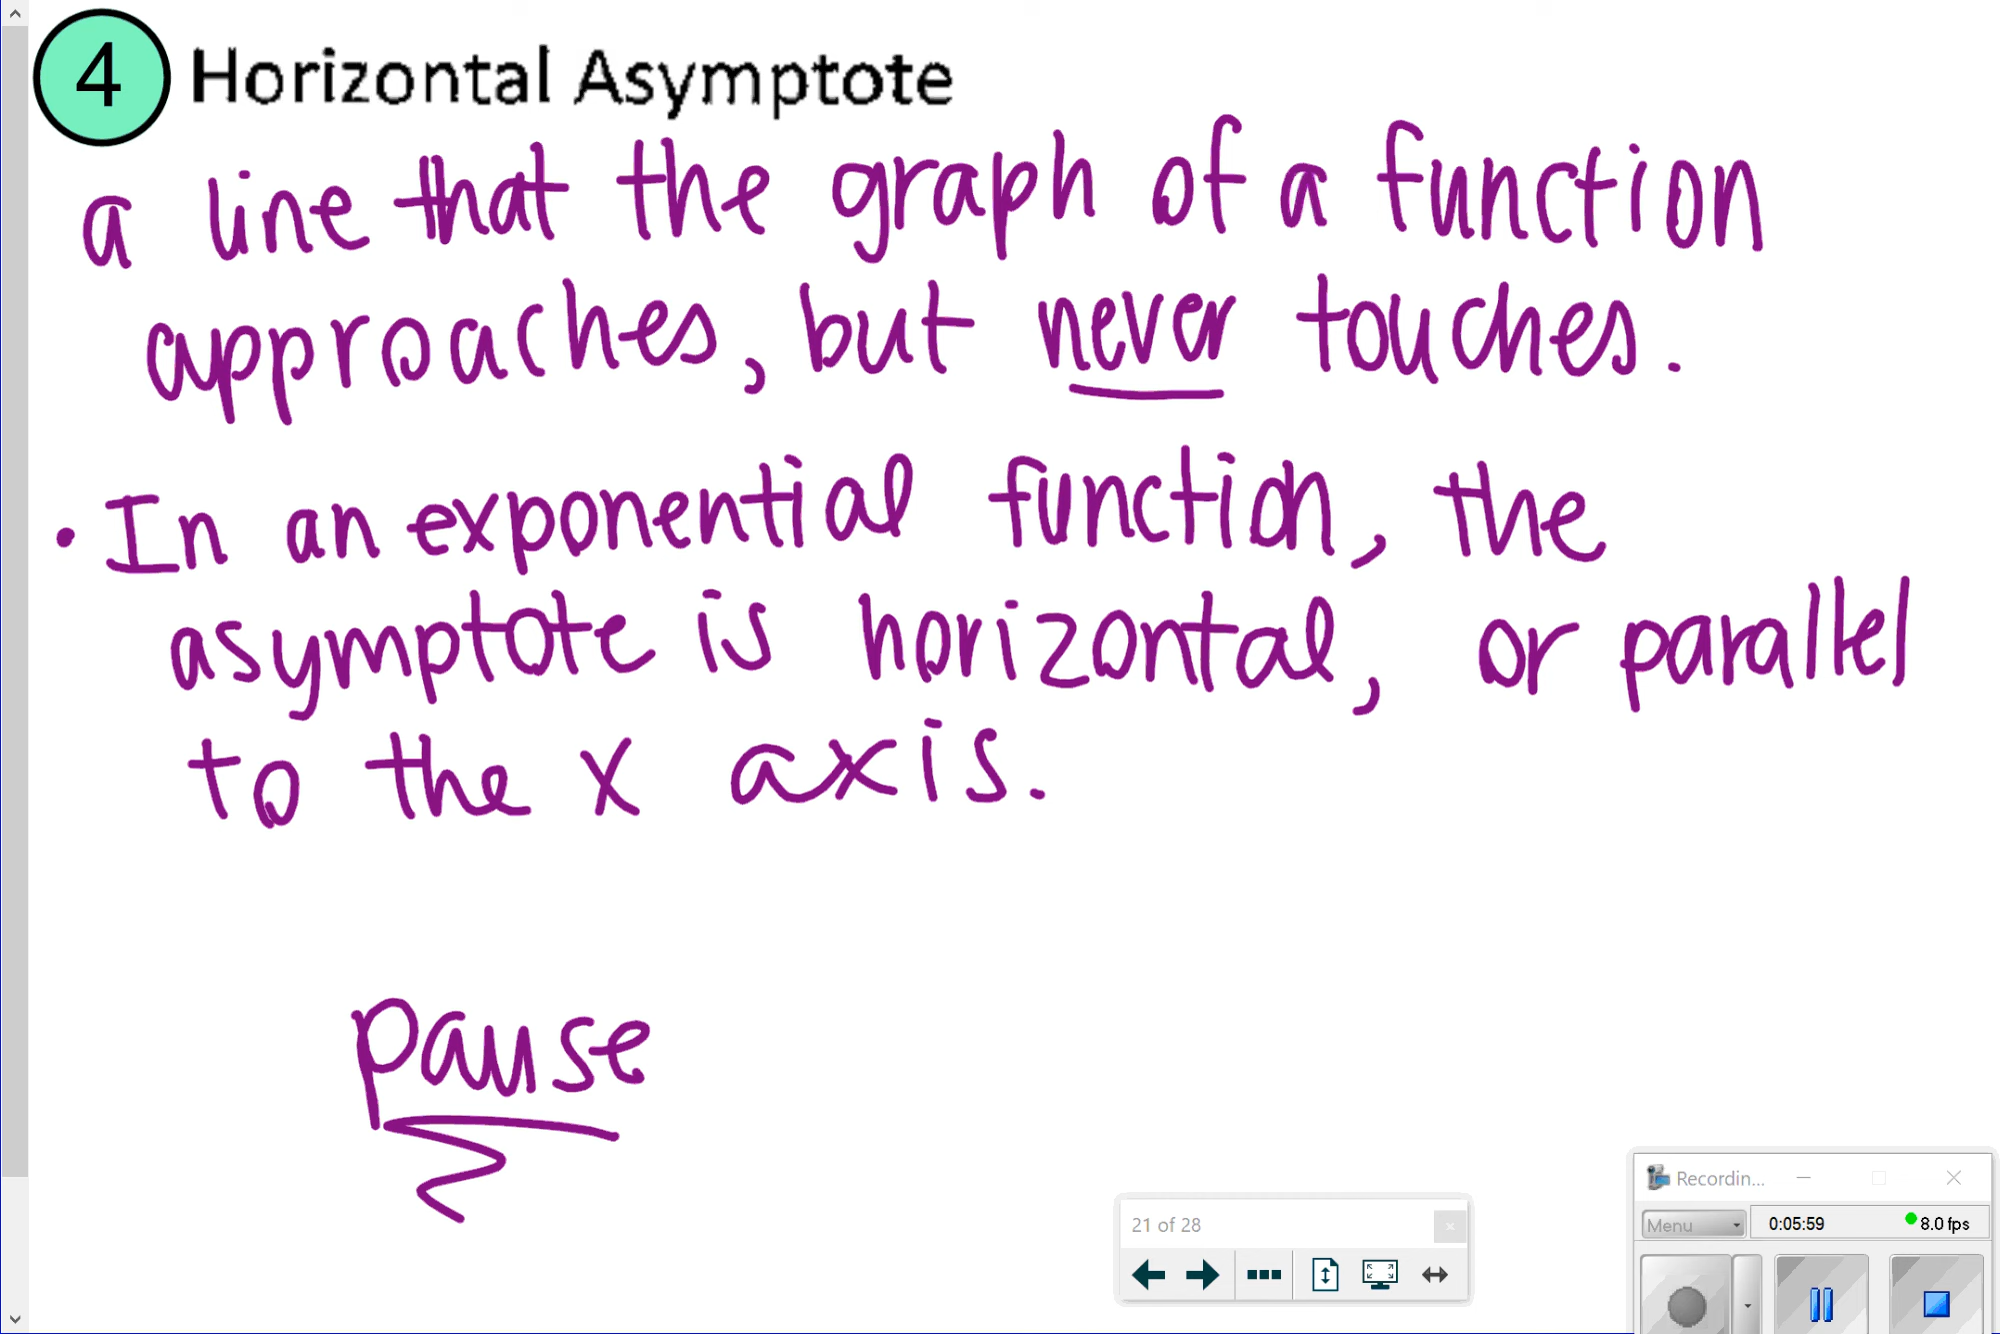 4 Horizontal Asymptote
a line that the graph of a function
approaches, but never touches.
• In an exponential function, the
asymptote is horizontal, or parallel
to the x axis.
pause
21 of 28
Recordin...
Menu 0:05:59 8.0 fps